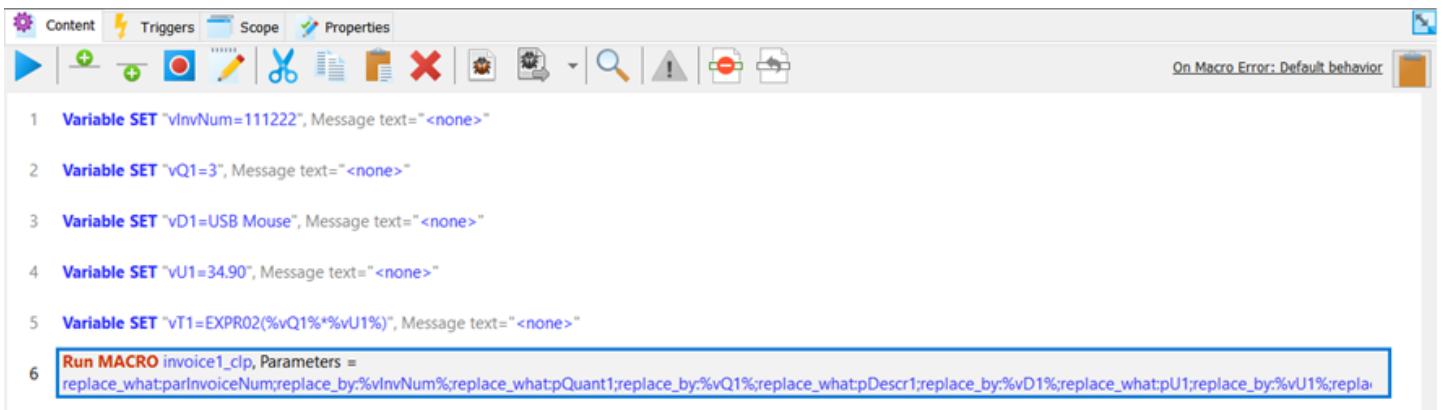 Content Triggers Scope Properties
On Macro Error: Default behavior
1 Variable SET "vInvNum=111222", Message text="<none>"
2 Variable SET "vQ1=3", Message text="<none>"
3 Variable SET "vD1=USB Mouse", Message text="<none>"
4 Variable SET "vU1=34.90", Message text="<none>"
5 Variable SET "vT1=EXPR02(%vQ1%*%vU1%)", Message text="<none>"
6 Run MACRO invoice1_clp, Parameters =
replace_what:parInvoiceNum;replace_by:%vInvNum%;replace_what:pQuant1;replace_by:%vQ1%;replace_what:pDescr1;replace_by:%vD1%;replace_what:pU1;replace_by:%vU1%;repla